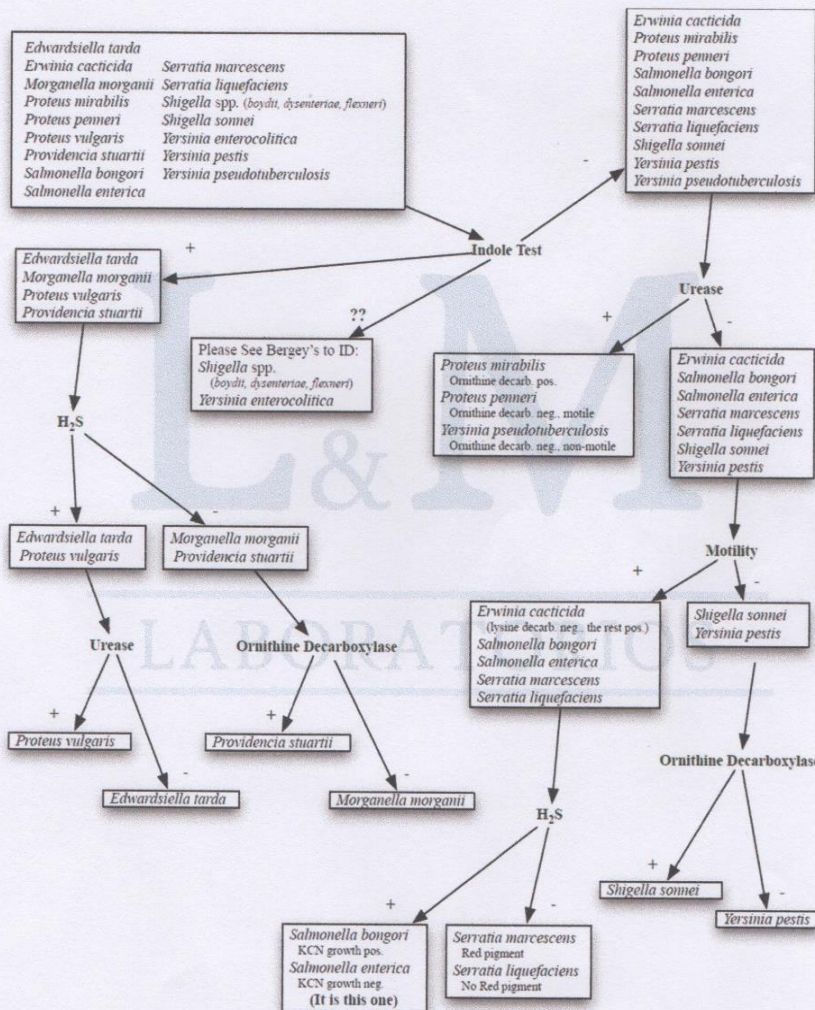 Edwardsiella tarda
Erwinia cacticida Serratia marcescens
Morganella morganii Serratia liquefaciens
Proteus mirabilis Shigella spp. (boydii, dysenteriae, flexneri)
Proteus penneri Shigella sonnei
Proteus vulgaris Yersinia enterocolitica
Providencia stuartii Yersinia pestis
Salmonella bongori Yersinia pseudotuberculosis
Salmonella enterica
Erwinia cacticida
Proteus mirabilis
Proteus penneri
Salmonella bongori
Salmonella enterica
Serratia marcescens
Serratia liquefaciens
Shigella sonnei
Yersinia pestis
Yersinia pseudotuberculosis
-
Indole Test
+
Edwardsiella tarda
Morganella morganii
Proteus vulgaris
Providencia stuartii
??
Please See Bergey's to ID:
Shigella spp.
(boydii, dysenteriae, flexneri)
Yersinia enterocolitica
Urease
+ -
Proteus mirabilis
Ornithine decarb. pos.
Proteus penneri
Ornithine decarb. neg., motile
Yersinia pseudotuberculosis
Ornithine decarb. neg., non-motile
Erwinia cacticida
Salmonella bongori
Salmonella enterica
Serratia marcescens
Serratia liquefaciens
Shigella sonnei
Yersinia pestis
H2S
+ -
Edwardsiella tarda
Proteus vulgaris
Morganella morganii
Providencia stuartii
Motility
+ -
Erwinia cacticida
(lysine decarb. neg., the rest pos.)
Salmonella bongori
Salmonella enterica
Serratia marcescens
Serratia liquefaciens
Shigella sonnei
Yersinia pestis
Urease
+ -
Proteus vulgaris
Edwardsiella tarda
Ornithine Decarboxylase
+ -
Providencia stuartii
Morganella morganii
Ornithine Decarboxylase
+ -
Shigella sonnei
Yersinia pestis
H2S
+ -
Salmonella bongori
KCN growth pos.
Salmonella enterica
KCN growth neg.
(It is this one)
Serratia marcescens
Red pigment
Serratia liquefaciens
No Red pigment
L&M
LABORATORIOS